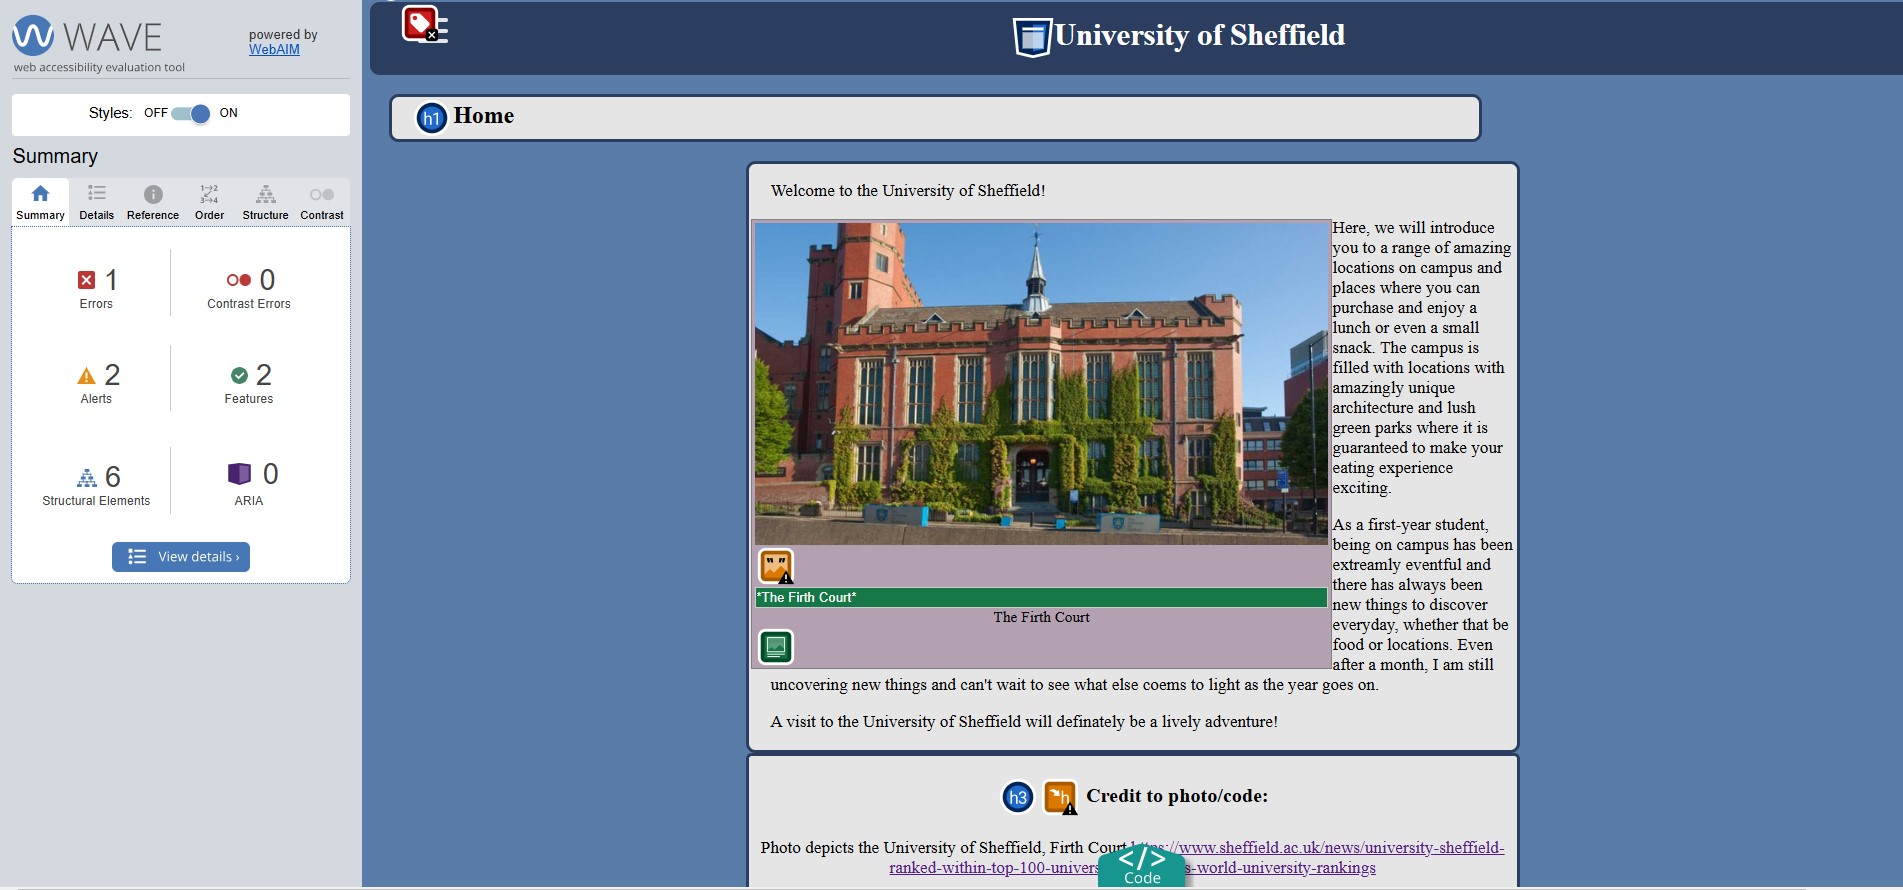 WAVE
web accessibility evaluation tool
powered by
WebAIM
Styles: OFF ON
Summary
Summary Details Reference Order Structure Contrast
1 Errors
0 Contrast Errors
2 Alerts
2 Features
6 Structural Elements
0 ARIA
View details ›
University of Sheffield
h1 Home
Welcome to the University of Sheffield!
Here, we will introduce
you to a range of amazing
locations on campus and
places where you can
purchase and enjoy a
lunch or even a small
snack. The campus is
filled with locations with
amazingly unique
architecture and lush
green parks where it is
guaranteed to make your
eating experience
exciting.
*The Firth Court*
The Firth Court
As a first-year student,
being on campus has been
extreamly eventful and
there has always been
new things to discover
everyday, whether that be
food or locations. Even
after a month, I am still
uncovering new things and can't wait to see what else coems to light as the year goes on.
A visit to the University of Sheffield will definately be a lively adventure!
h3 h Credit to photo/code:
Photo depicts the University of Sheffield, Firth Court https://www.sheffield.ac.uk/news/university-sheffield-
ranked-within-top-100-univers s-world-university-rankings
</> Code